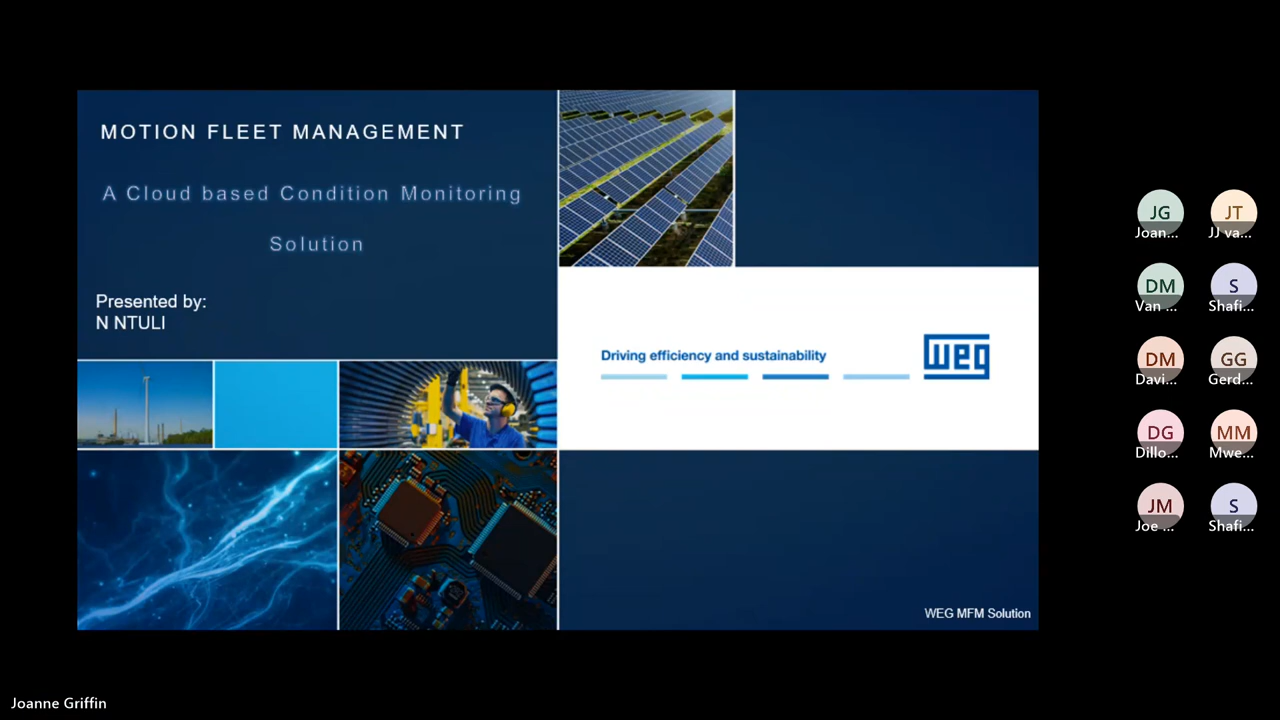 MOTION FLEET MANAGEMENT
A Cloud based Condition Monitoring
Solution
Presented by:
N NTULI
Driving efficiency and sustainability
weg
WEG MFM Solution
JG
Joan...
JT
JJ va...
DM
Van ...
S
Shafi...
DM
Davi...
GG
Gerd...
DG
Dillo...
MM
Mwe...
JM
Joe ...
S
Shafi...
Joanne Griffin